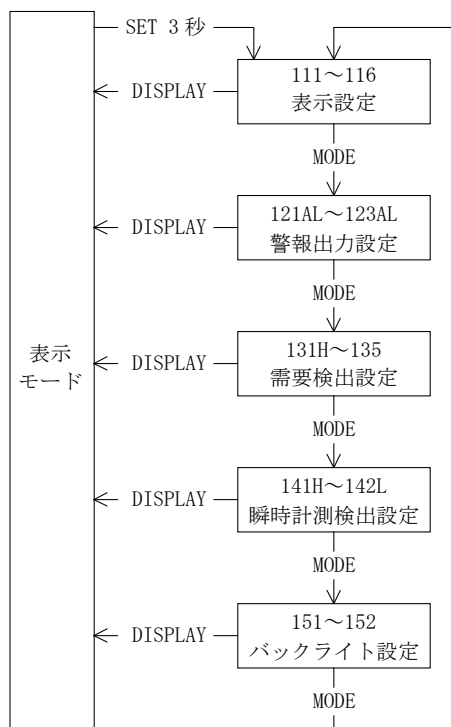 SET 3 秒
111～116
表示設定
DISPLAY
MODE
121AL～123AL
警報出力設定
DISPLAY
MODE
131H～135
需要検出設定
DISPLAY
表示
モード
MODE
141H～142L
瞬時計測検出設定
DISPLAY
MODE
151～152
バックライト設定
DISPLAY
MODE